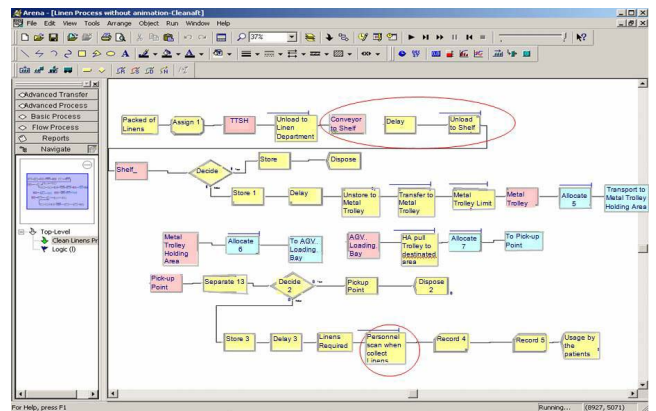 Arena - [Linen Process without animation-Cleanaft]
File Edit View Tools Arrange Object Run Window Help
37%
Advanced Transfer
Advanced Process
Basic Process
Flow Process
Reports
Navigate
Top-Level
Clean Linens Pr
Logic (l)
Packed of
Linens
Assign 1
TTSH
Unload to
Linen
Department
Conveyor
to Shelf
Delay
Unload
to Shelf
Shelf_
Decide
Store
Dispose
Store 1
Delay
Unstore to
Metal
Trolley
Transfer to
Metal
Trolley
Metal
Trolley Limit
Metal
Trolley
Allocate
5
Transport to
Metal Trolley
Holding Area
Metal
Trolley
Holding
Area
Allocate
6
To AGV
Loading
Bay
AGV
Loading
Bay
HA pull
Trolley to
destinated
area
Allocate
7
To Pick-up
Point
Pick-up
Point
Separate 13
Decide
2
Pickup
Point
Dispose
2
Store 3
Delay 3
Linens
Required
Personnel
scan when
collect
Linens
Record 4
Record 5
Usage by
the
patients
For Help, press F1
Running...
(8927, 5071)